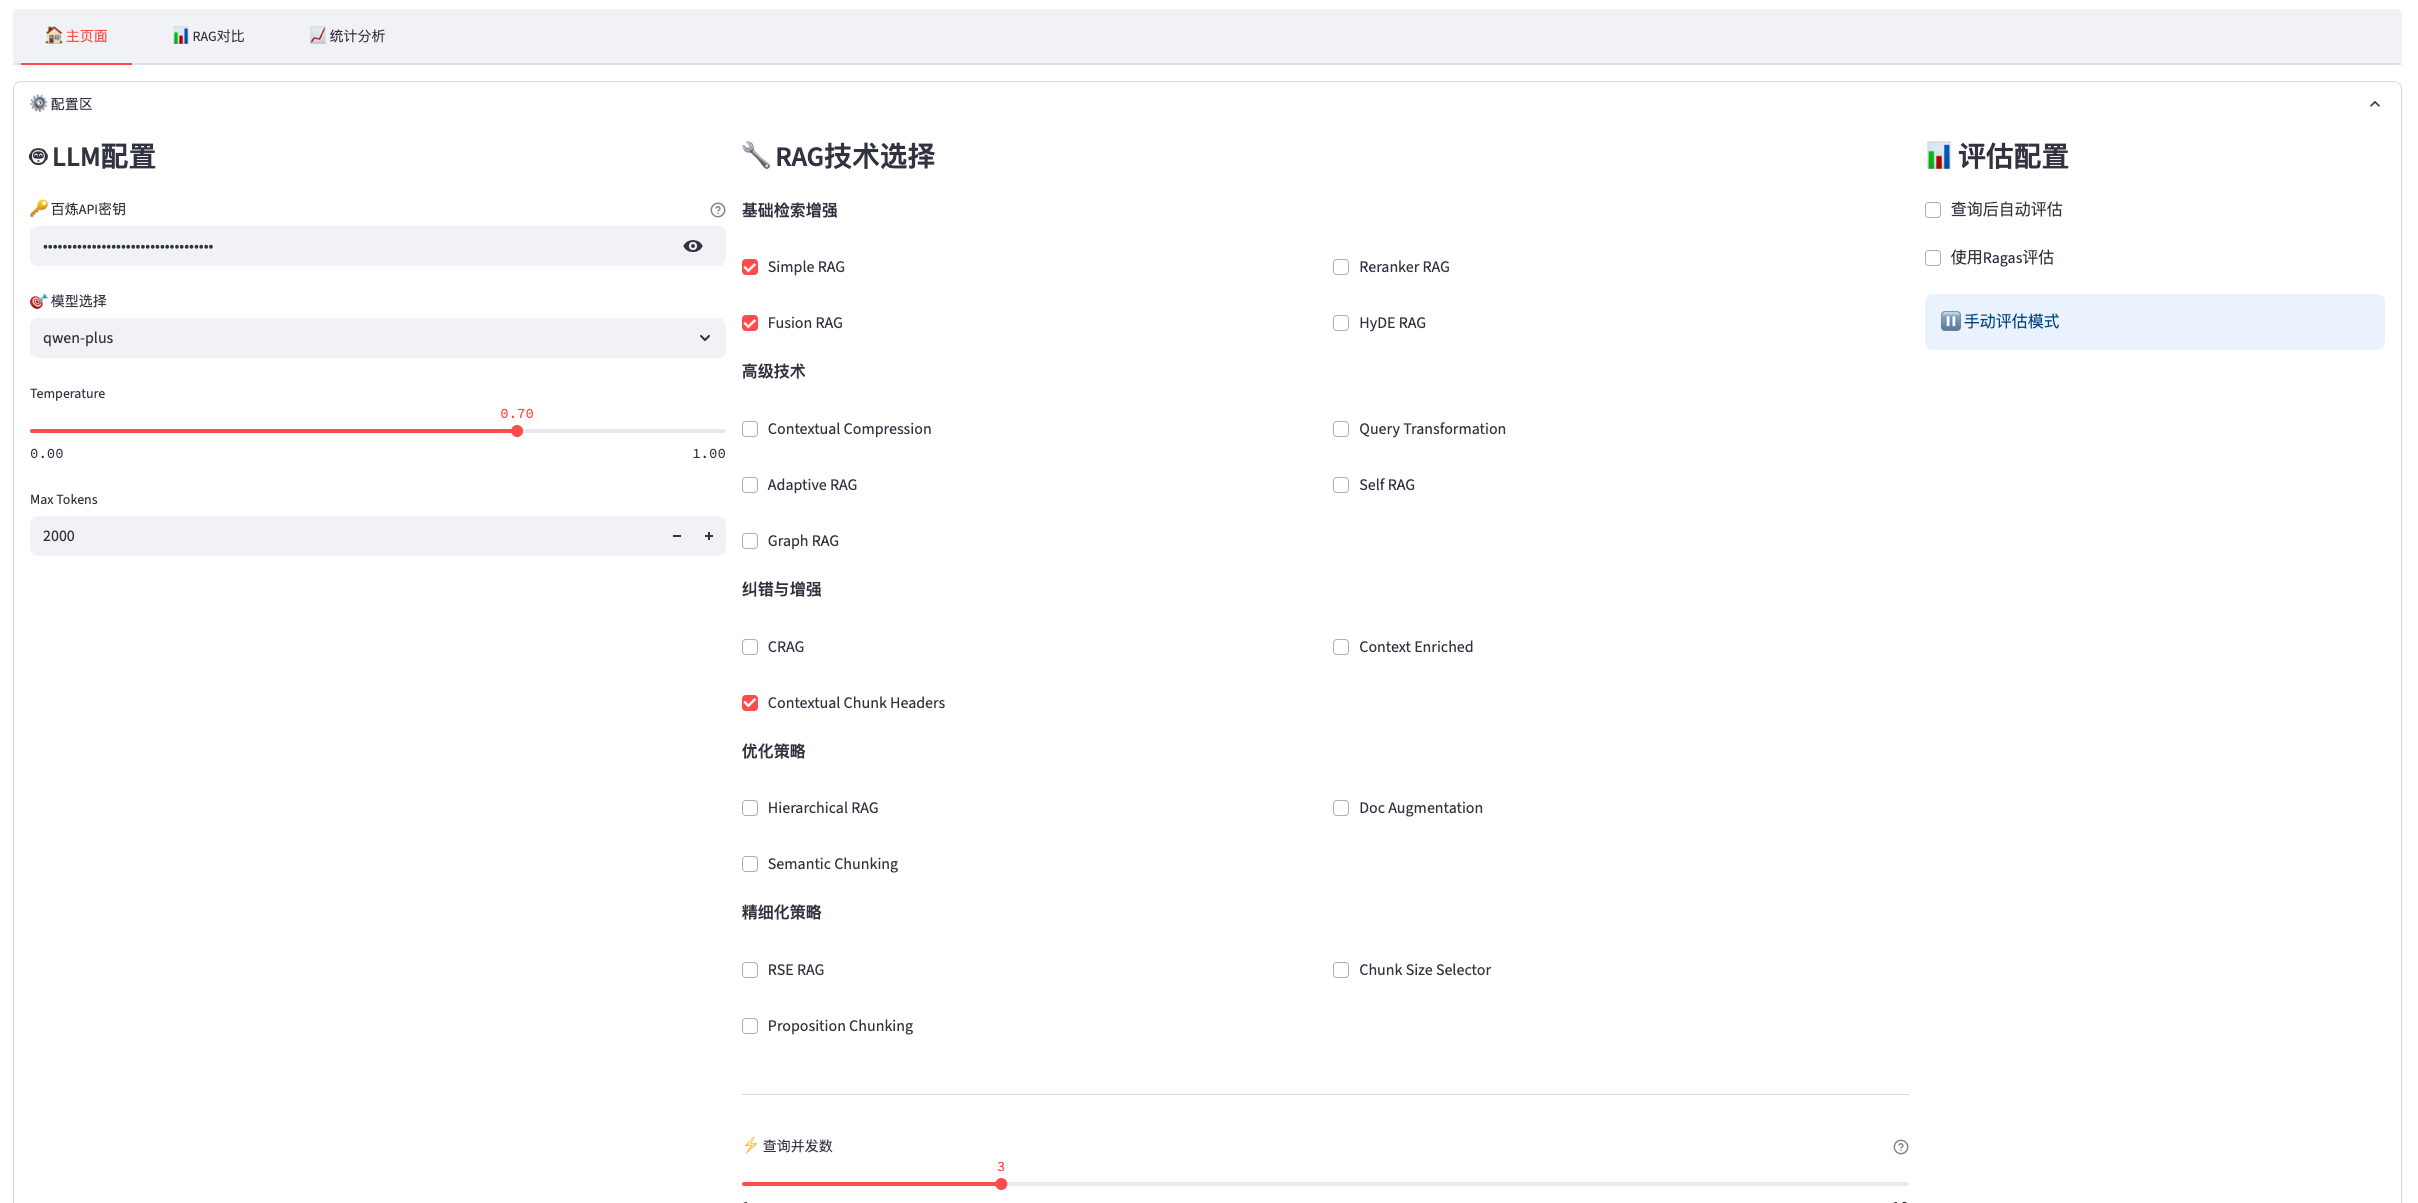 主页面
RAG对比
统计分析
配置区
LLM配置
百炼API密钥
模型选择
qwen-plus
Temperature
0.70
0.00 1.00
Max Tokens
2000
RAG技术选择
基础检索增强
Simple RAG
Reranker RAG
Fusion RAG
HyDE RAG
高级技术
Contextual Compression
Query Transformation
Adaptive RAG
Self RAG
Graph RAG
纠错与增强
CRAG
Context Enriched
Contextual Chunk Headers
优化策略
Hierarchical RAG
Doc Augmentation
Semantic Chunking
精细化策略
RSE RAG
Chunk Size Selector
Proposition Chunking
查询并发数
3
评估配置
查询后自动评估
使用Ragas评估
手动评估模式